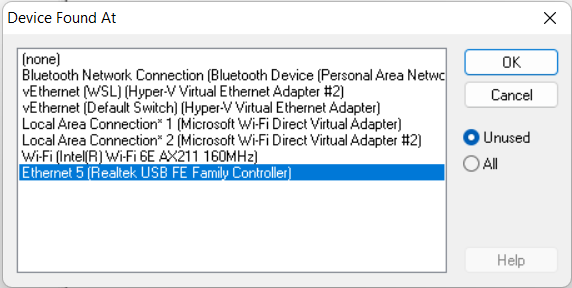 Device Found At
(none)
Bluetooth Network Connection (Bluetooth Device (Personal Area Netwo
vEthernet (WSL) (Hyper-V Virtual Ethernet Adapter #2)
vEthernet (Default Switch) (Hyper-V Virtual Ethernet Adapter)
Local Area Connection* 1 (Microsoft Wi-Fi Direct Virtual Adapter)
Local Area Connection* 2 (Microsoft Wi-Fi Direct Virtual Adapter #2)
Wi-Fi (Intel(R) Wi-Fi 6E AX211 160MHz)
Ethernet 5 (Realtek USB FE Family Controller)
OK
Cancel
Unused
All
Help